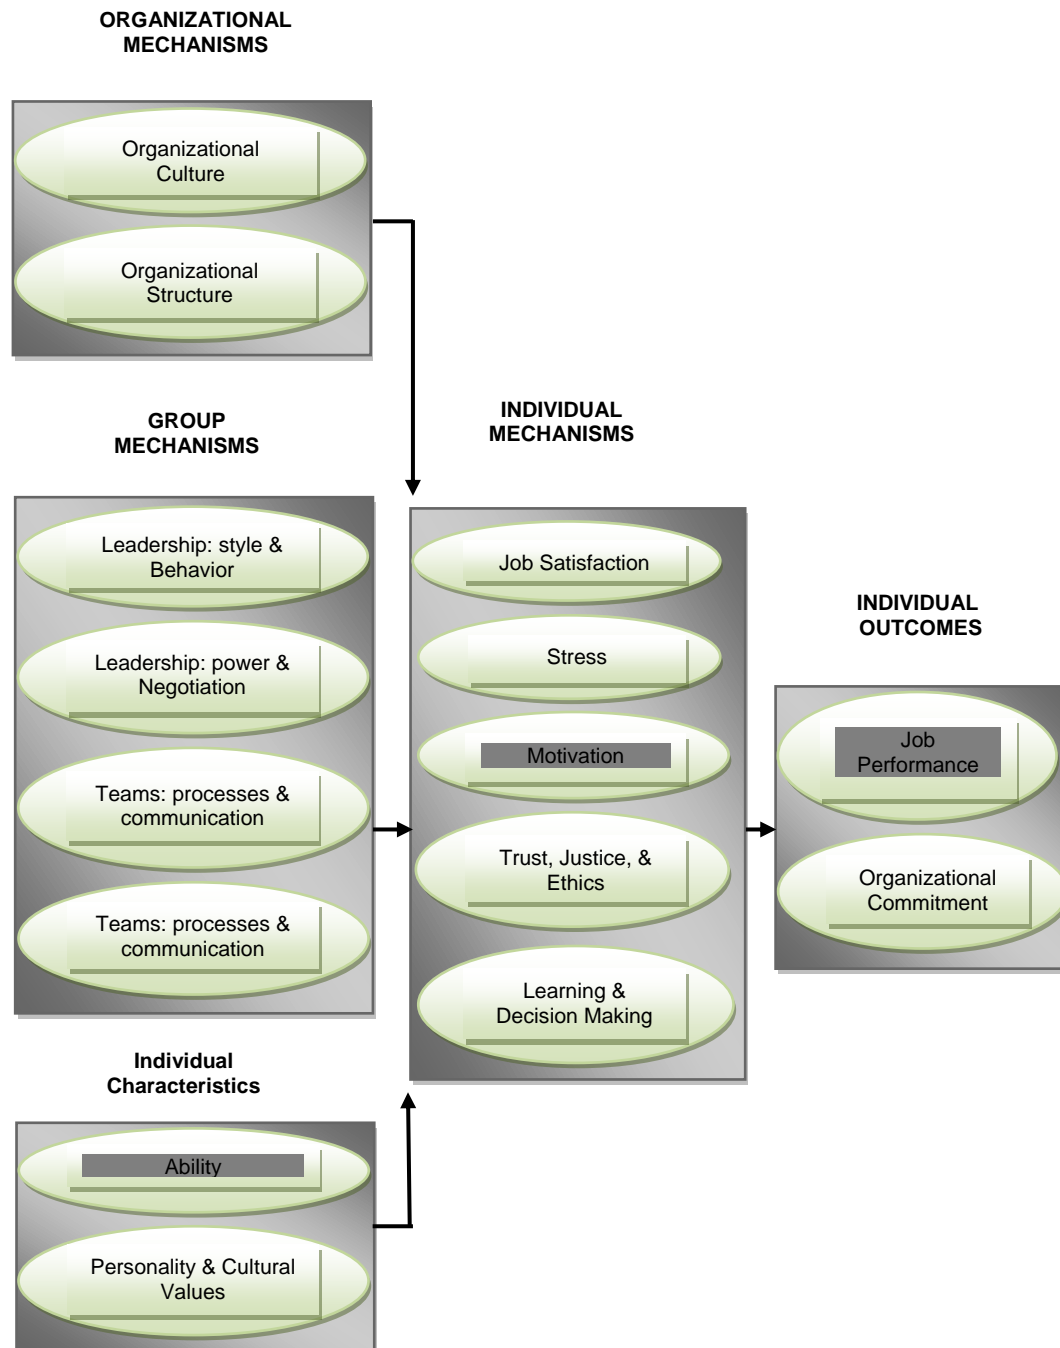 ORGANIZATIONAL
MECHANISMS
Organizational
Culture
Organizational
Structure
GROUP
MECHANISMS
Leadership: style &
Behavior
Leadership: power &
Negotiation
Teams: processes &
communication
Teams: processes &
communication
Individual
Characteristics
Ability
Personality & Cultural
Values
INDIVIDUAL
MECHANISMS
Job Satisfaction
Stress
Motivation
Trust, Justice, &
Ethics
Learning &
Decision Making
INDIVIDUAL
OUTCOMES
Job
Performance
Organizational
Commitment